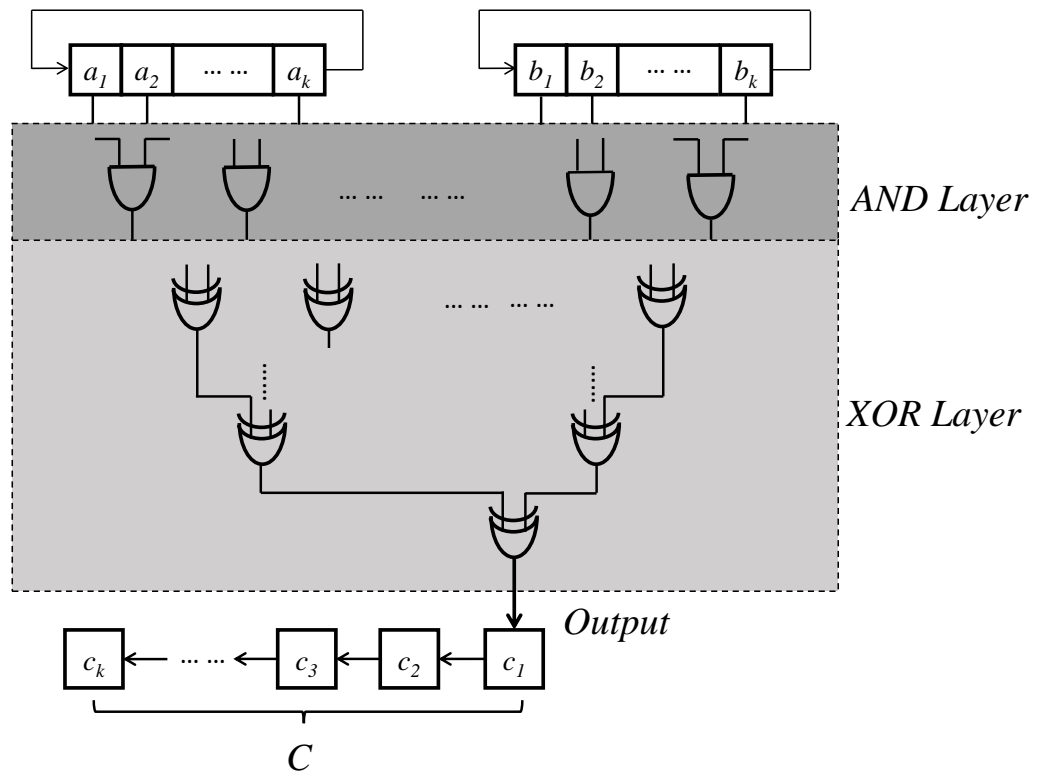 a1 a2 ... ... ak b1 b2 ... ... bk
... ... ... ...
AND Layer
... ... ... ...
XOR Layer
Output
ck ... ... c3 c2 c1
C